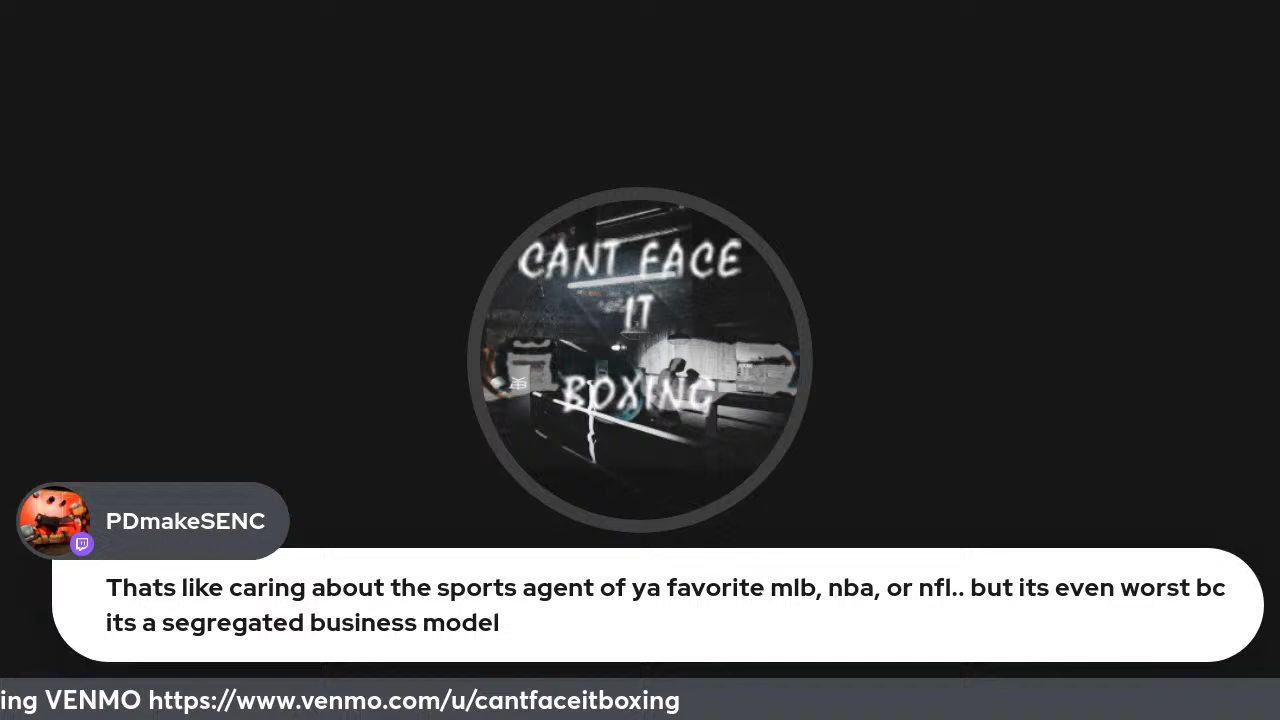 CANT FACE
IT
BOXING
PDmakeSENC
Thats like caring about the sports agent of ya favorite mlb, nba, or nfl.. but its even worst bc
its a segregated business model
ing VENMO https://www.venmo.com/u/cantfaceitboxing